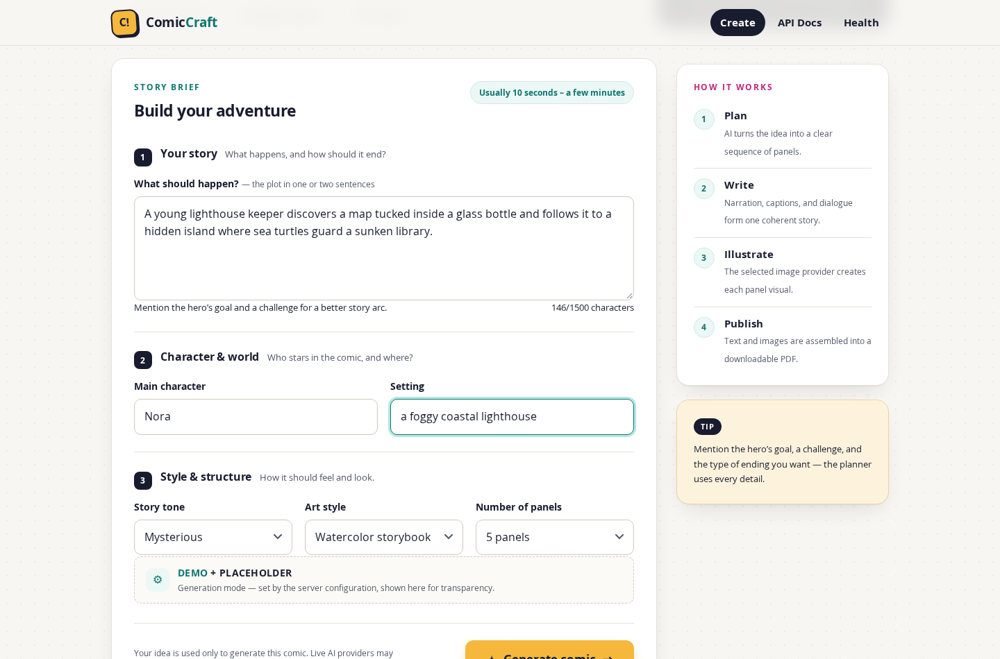 C! ComicCraft
Create API Docs Health
STORY BRIEF
Usually 10 seconds – a few minutes
Build your adventure
1 Your story What happens, and how should it end?
What should happen? — the plot in one or two sentences
A young lighthouse keeper discovers a map tucked inside a glass bottle and follows it to a
hidden island where sea turtles guard a sunken library.
Mention the hero’s goal and a challenge for a better story arc.
146/1500 characters
2 Character & world Who stars in the comic, and where?
Main character
Nora
Setting
a foggy coastal lighthouse
3 Style & structure How it should feel and look.
Story tone
Mysterious
Art style
Watercolor storybook
Number of panels
5 panels
DEMO + PLACEHOLDER
Generation mode — set by the server configuration, shown here for transparency.
Your idea is used only to generate this comic. Live AI providers may
Generate comic →
HOW IT WORKS
1 Plan
AI turns the idea into a clear
sequence of panels.
2 Write
Narration, captions, and dialogue
form one coherent story.
3 Illustrate
The selected image provider creates
each panel visual.
4 Publish
Text and images are assembled into a
downloadable PDF.
TIP
Mention the hero’s goal, a challenge, and
the type of ending you want — the planner
uses every detail.